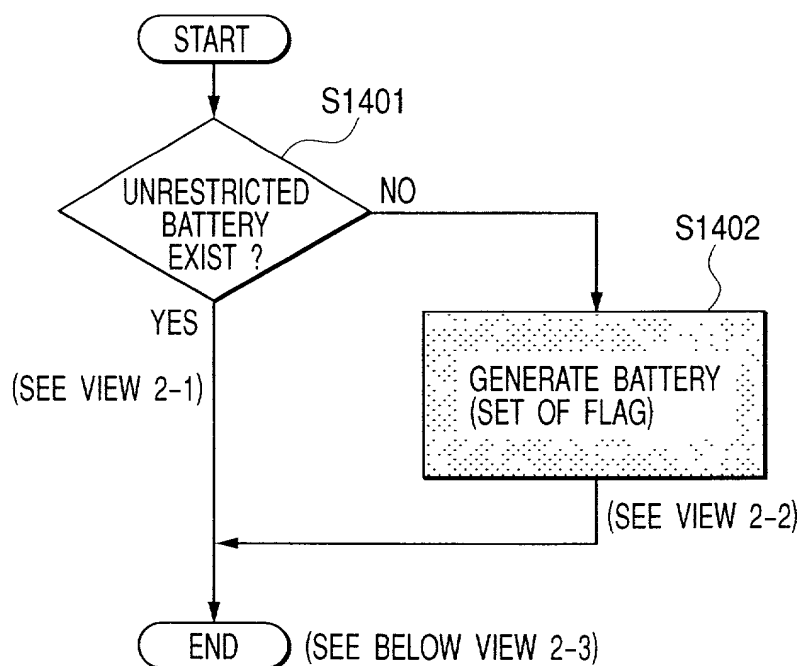 START
S1401
UNRESTRICTED
BATTERY
EXIST ?
NO
S1402
YES
(SEE VIEW 2-1)
GENERATE BATTERY
(SET OF FLAG)
(SEE VIEW 2-2)
END
(SEE BELOW VIEW 2-3)